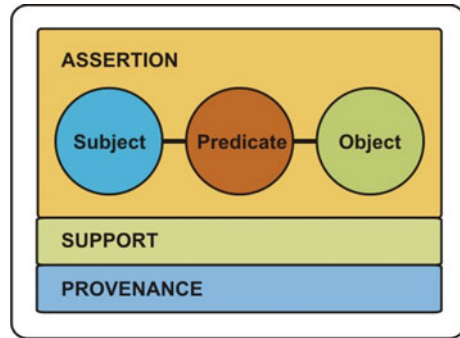 ASSERTION
Subject Predicate Object
SUPPORT
PROVENANCE